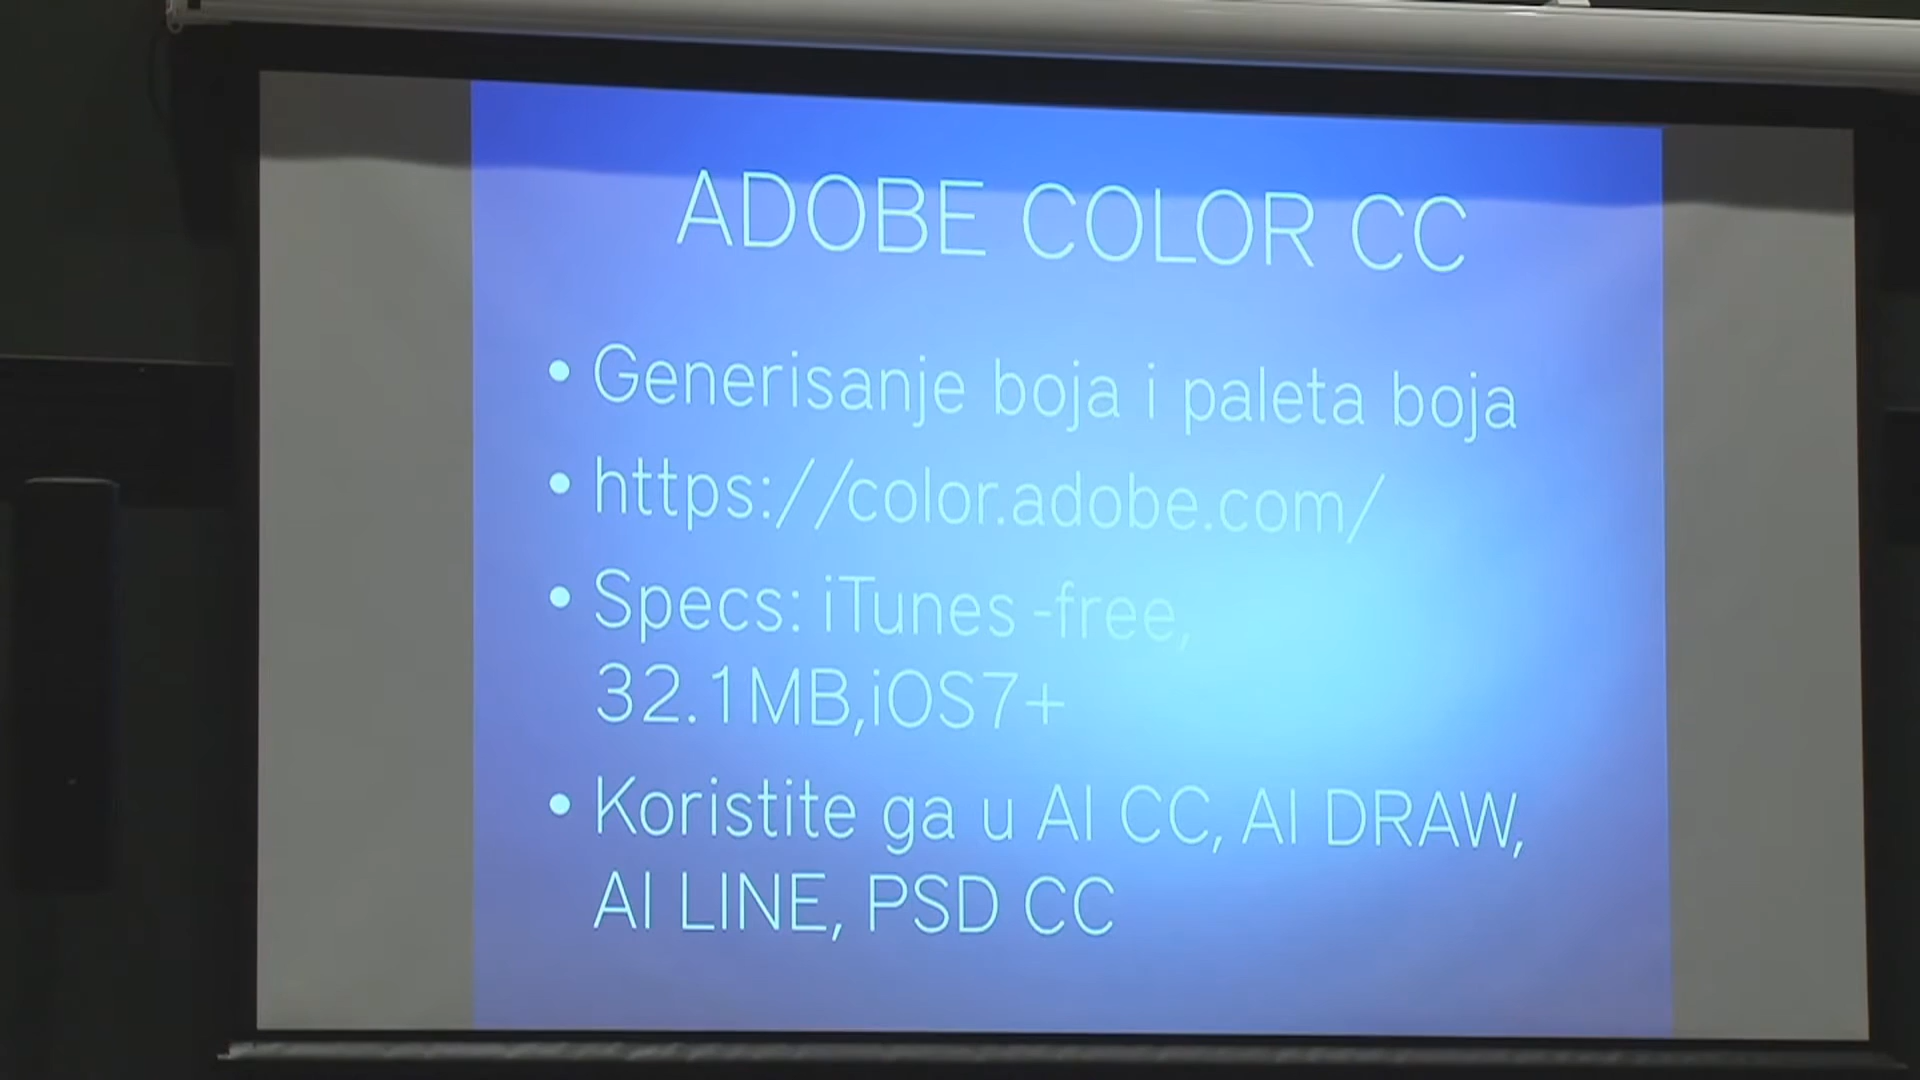 ADOBE COLOR CC
• Generisanje boja i paleta boja
• https://color.adobe.com/
• Specs: iTunes -free,
32.1MB,iOS7+
• Koristite ga u AI CC, AI DRAW,
AI LINE, PSD CC